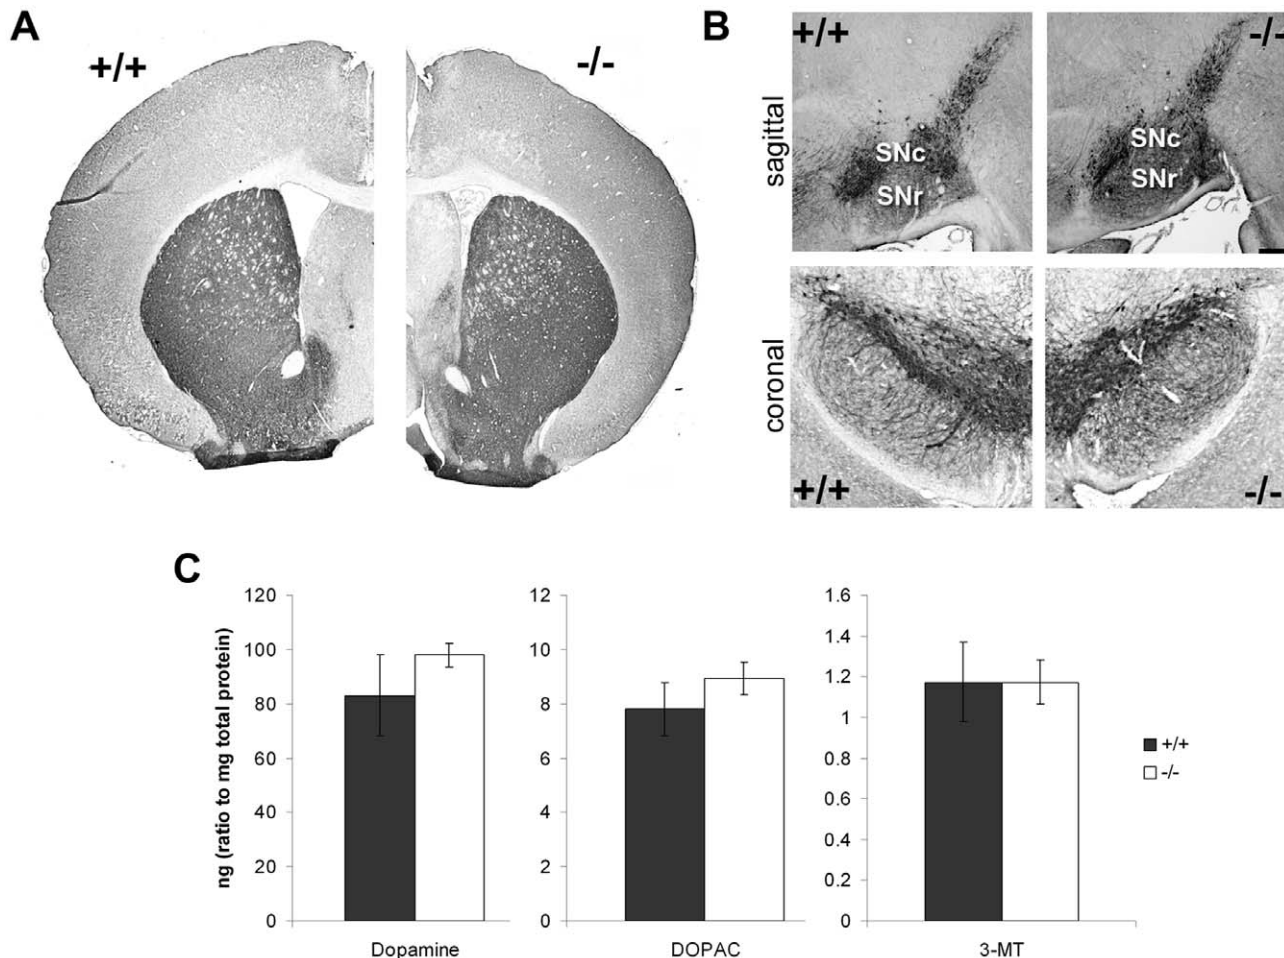 A
+/+
-/-
B
+/+
-/-
sagittal
SNc
SNr
SNc
SNr
coronal
+/+
-/-
C
ng (ratio to mg total protein)
120
100
80
60
40
20
0
Dopamine
12
10
8
6
4
2
0
DOPAC
1.6
1.4
1.2
1
0.8
0.6
0.4
0.2
0
3-MT
+/+
-/-